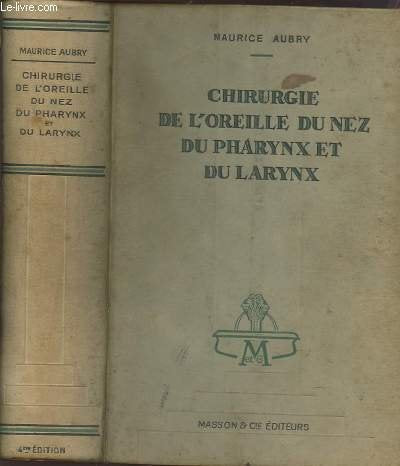 www.le-livre.com
MAURICE AUBRY
CHIRURGIE
DE L'OREILLE
DU NEZ
DU PHARYNX
ET
DU LARYNX
4me ÉDITION
MAURICE AUBRY
CHIRURGIE
DE L'OREILLE DU NEZ
DU PHARYNX ET
DU LARYNX
M
MASSON & Cie ÉDITEURS